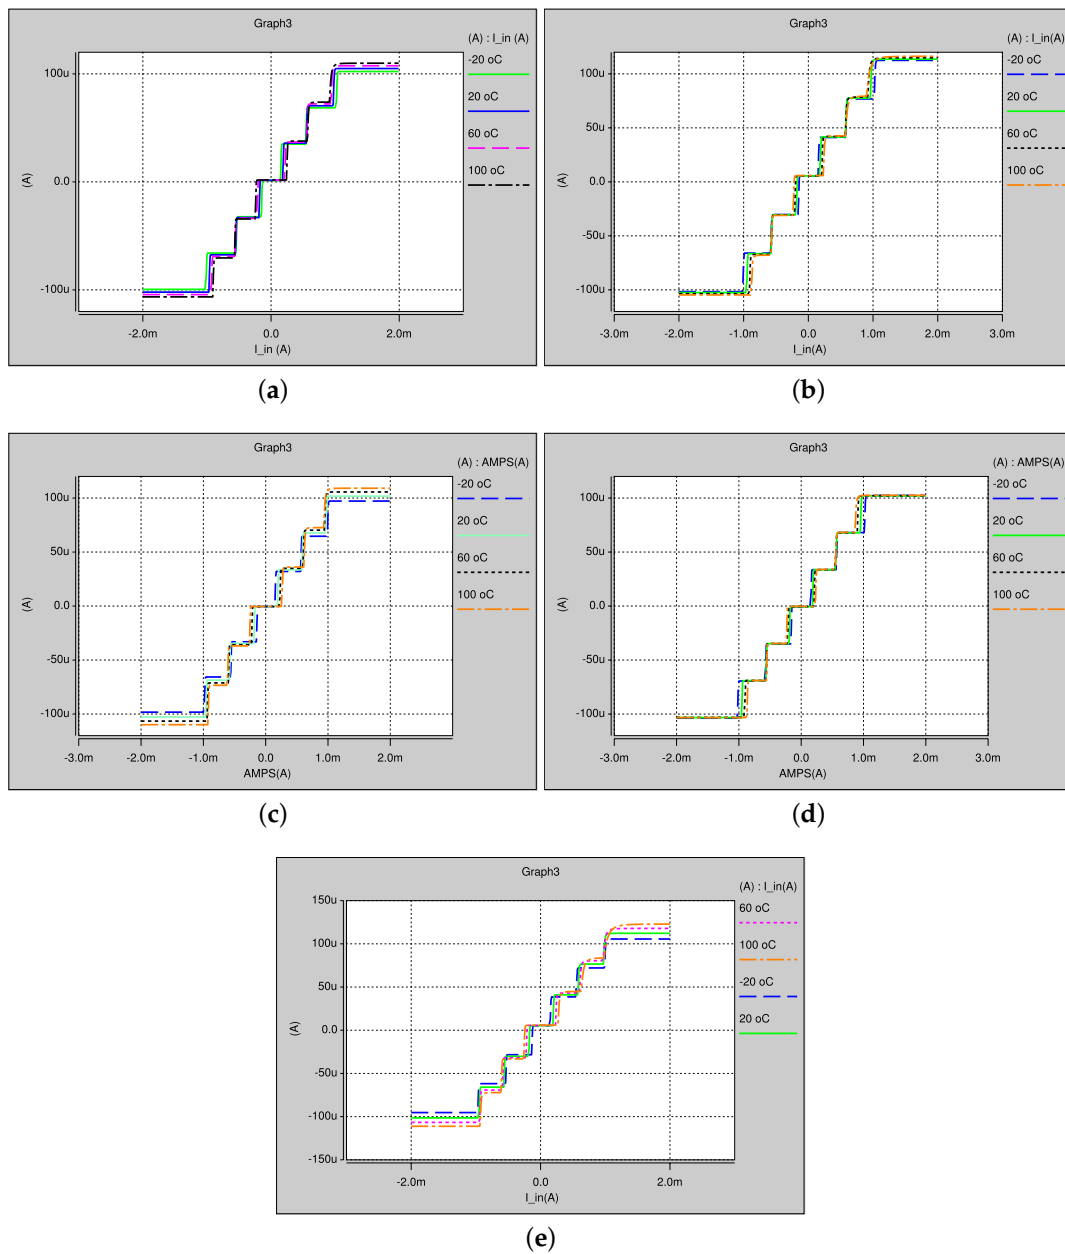 Graph3
(A) : I_in (A)
-20 oC
20 oC
60 oC
100 oC
100u
0.0
-100u
(A)
-2.0m 0.0 2.0m
I_in (A)
(a)
Graph3
(A) : I_in(A)
-20 oC
20 oC
60 oC
100 oC
100u
50u
0.0
-50u
-100u
(A)
-3.0m -2.0m -1.0m 0.0 1.0m 2.0m 3.0m
I_in(A)
(b)
Graph3
(A) : AMPS(A)
-20 oC
20 oC
60 oC
100 oC
100u
50u
0.0
-50u
-100u
(A)
-3.0m -2.0m -1.0m 0.0 1.0m 2.0m
AMPS(A)
(c)
Graph3
(A) : AMPS(A)
-20 oC
20 oC
60 oC
100 oC
100u
50u
0.0
-50u
-100u
(A)
-3.0m -2.0m -1.0m 0.0 1.0m 2.0m 3.0m
AMPS(A)
(d)
Graph3
(A) : I_in(A)
60 oC
100 oC
-20 oC
20 oC
150u
100u
50u
0.0
-50u
-100u
-150u
(A)
-2.0m 0.0 2.0m
I_in(A)
(e)